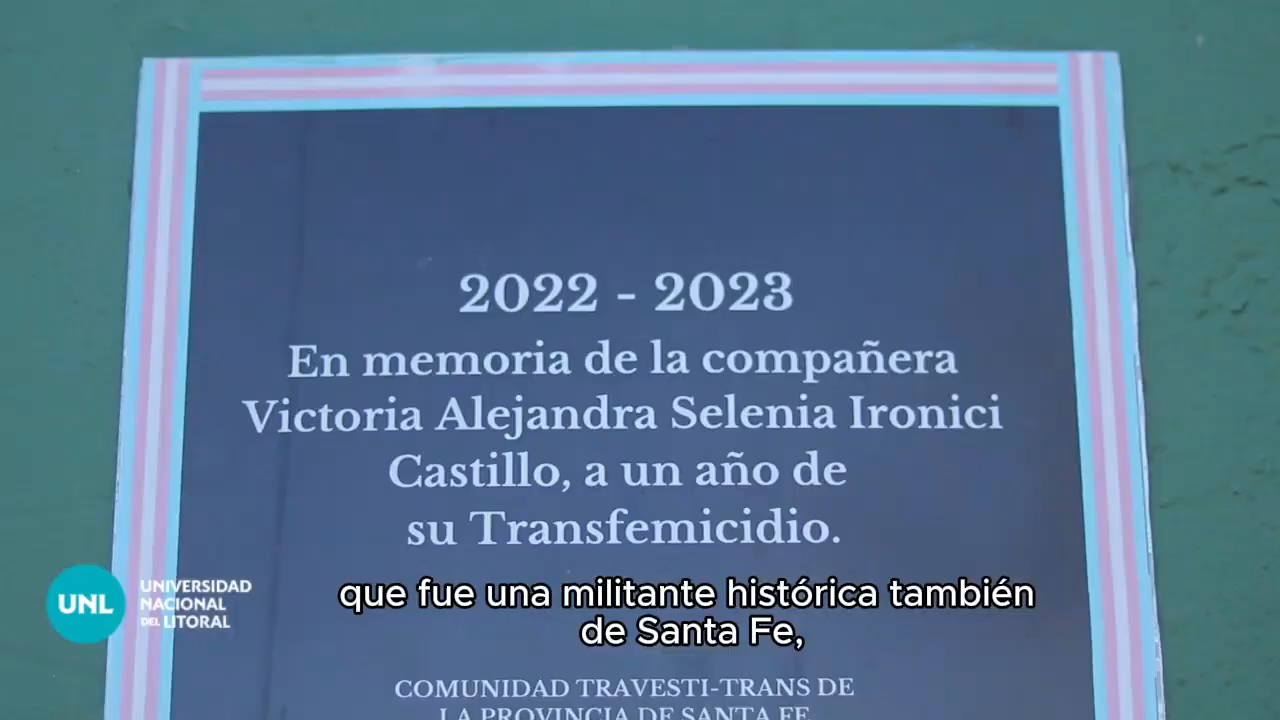 2022 - 2023
En memoria de la compañera
Victoria Alejandra Selenia Ironici
Castillo, a un año de
su Transfemicidio.
que fue una militante histórica también
de Santa Fe,
UNL
UNIVERSIDAD
NACIONAL
DEL LITORAL
COMUNIDAD TRAVESTI-TRANS DE
LA PROVINCIA DE SANTA FE